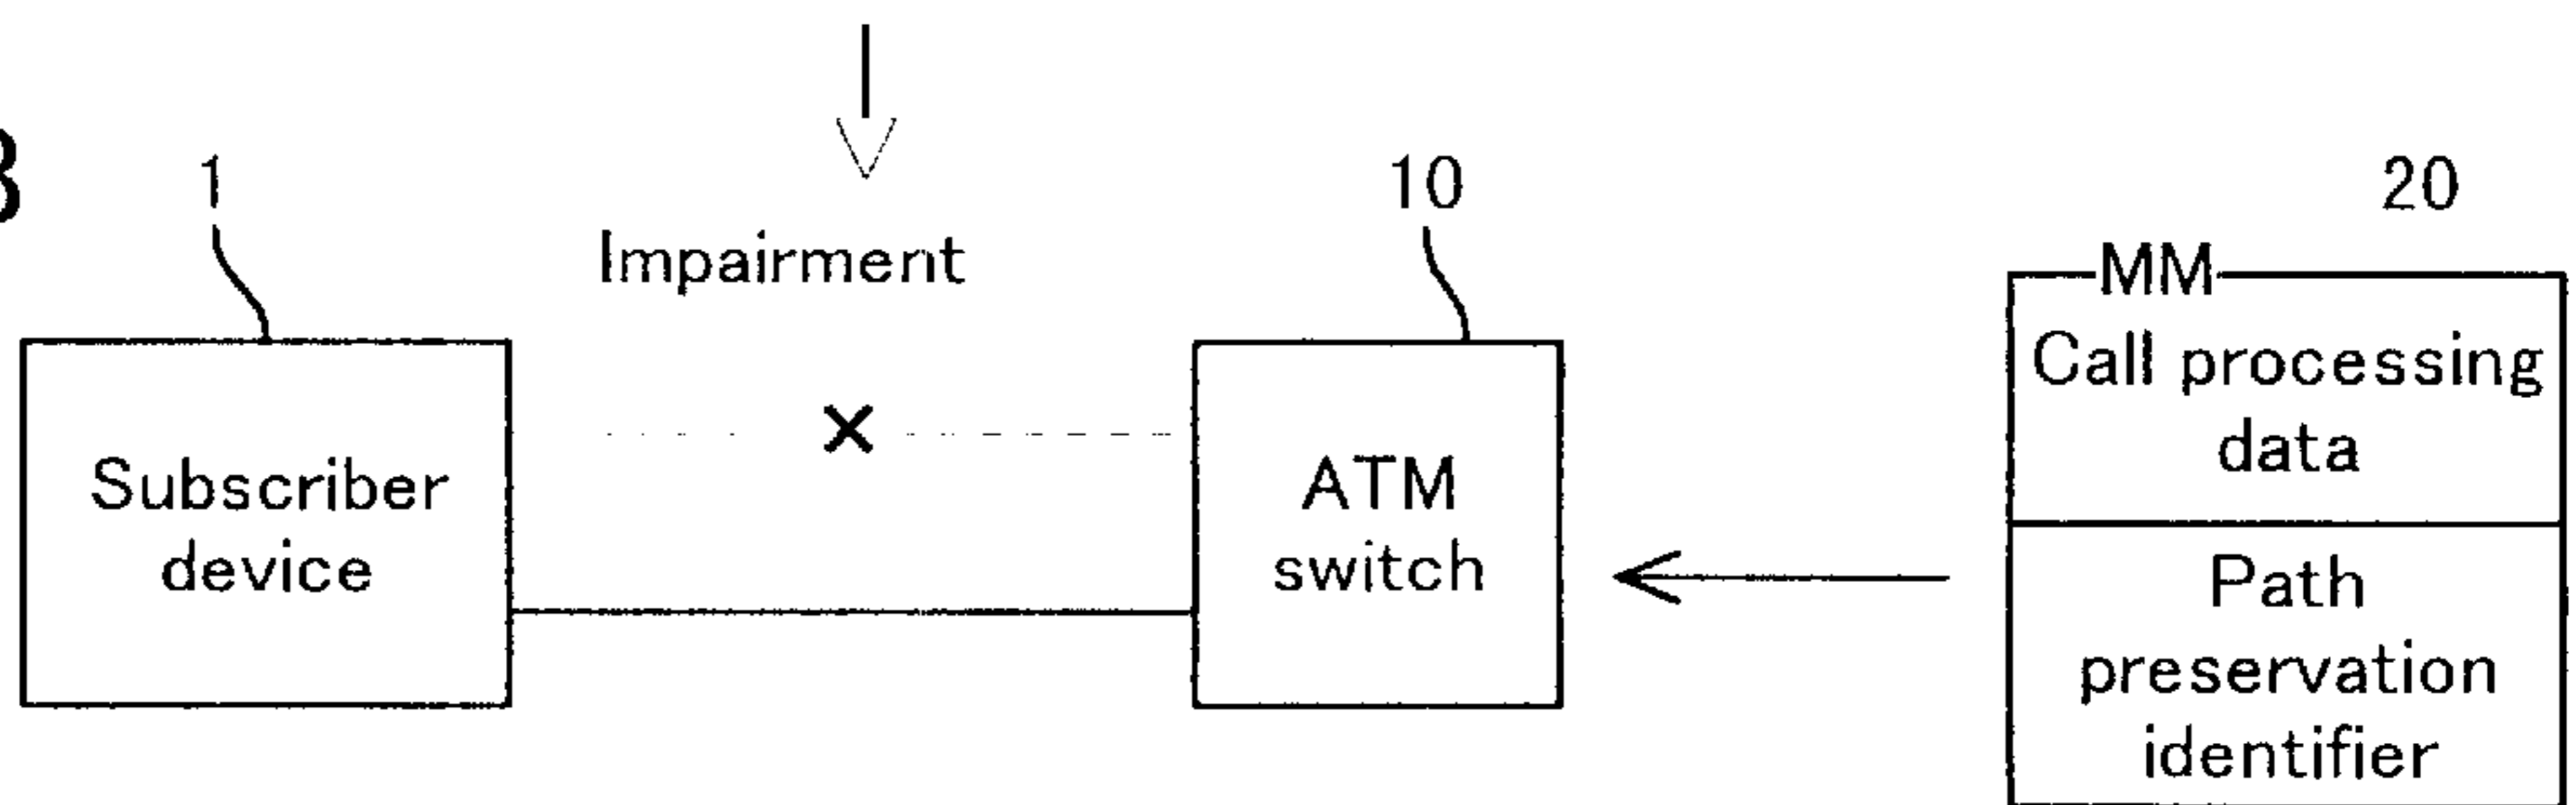 1
10
20
Impairment
MM
Call processing
data
Subscriber
device
ATM
switch
Path
preservation
identifier